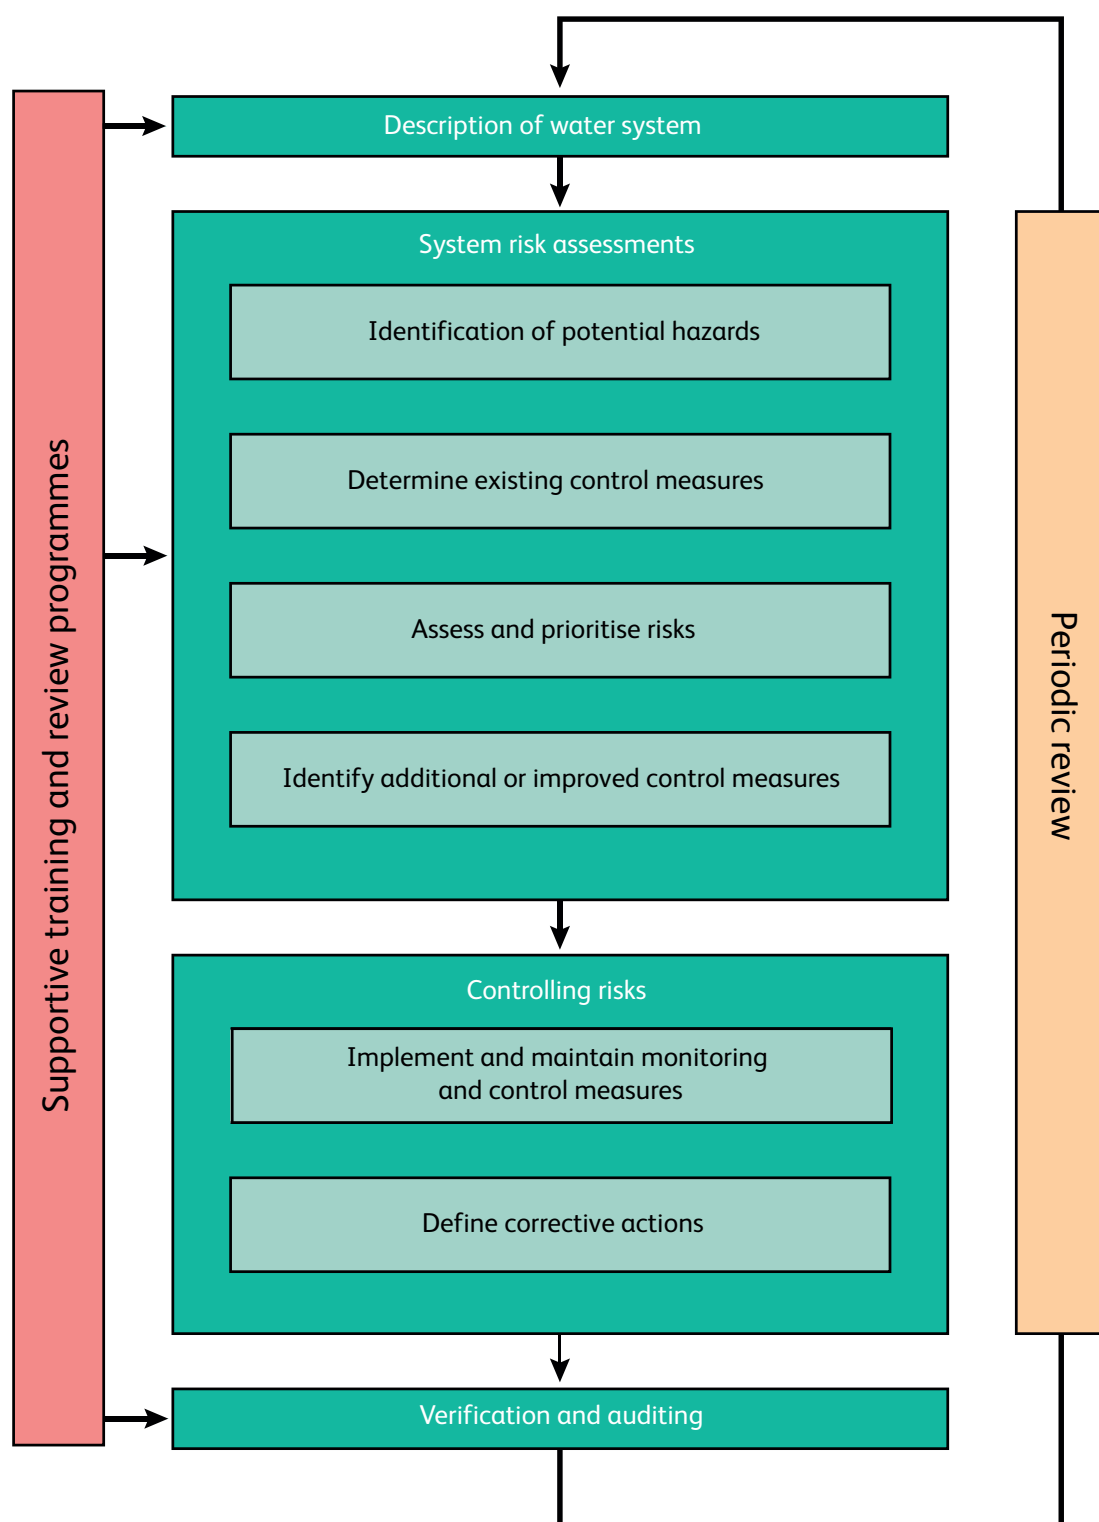 Description of water system
System risk assessments
Identification of potential hazards
Determine existing control measures
Assess and prioritise risks
Identify additional or improved control measures
Controlling risks
Implement and maintain monitoring
and control measures
Define corrective actions
Verification and auditing
Supportive training and review programmes
Periodic review